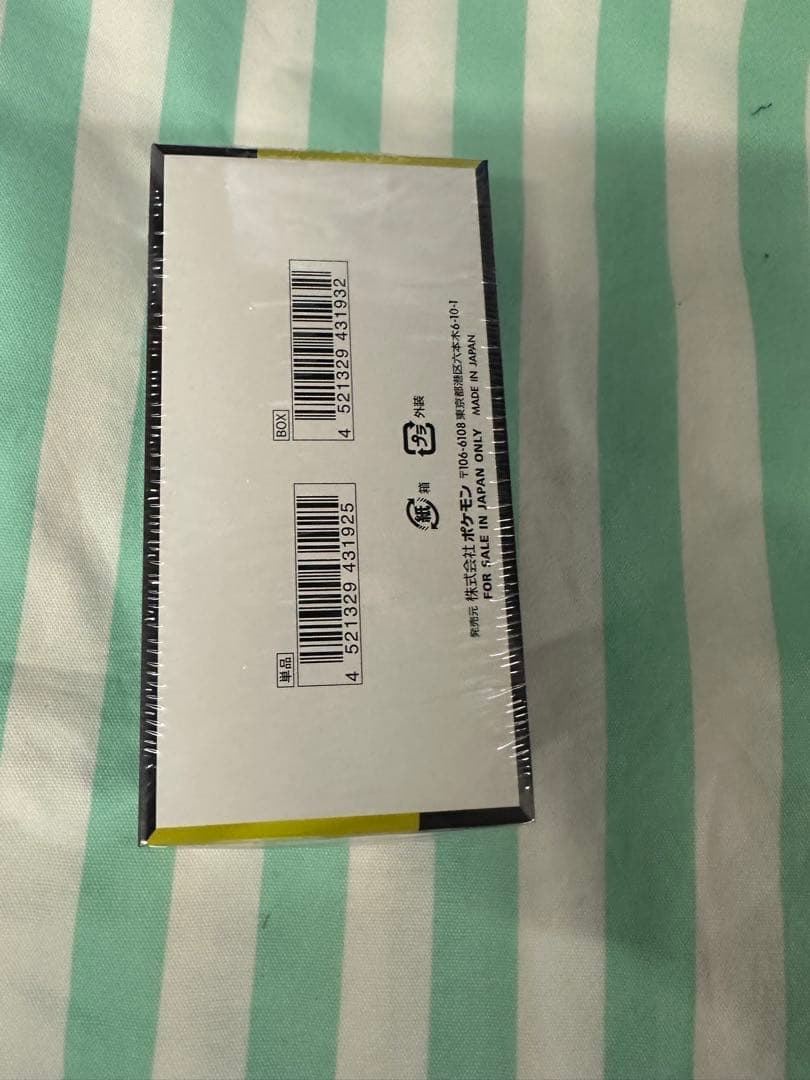 単品
4 521329 431925
BOX
4 521329 431932
紙 箱
プラ 外装
発売元 株式会社 ポケモン 〒106-6108 東京都港区六本木6-10-1
FOR SALE IN JAPAN ONLY MADE IN JAPAN